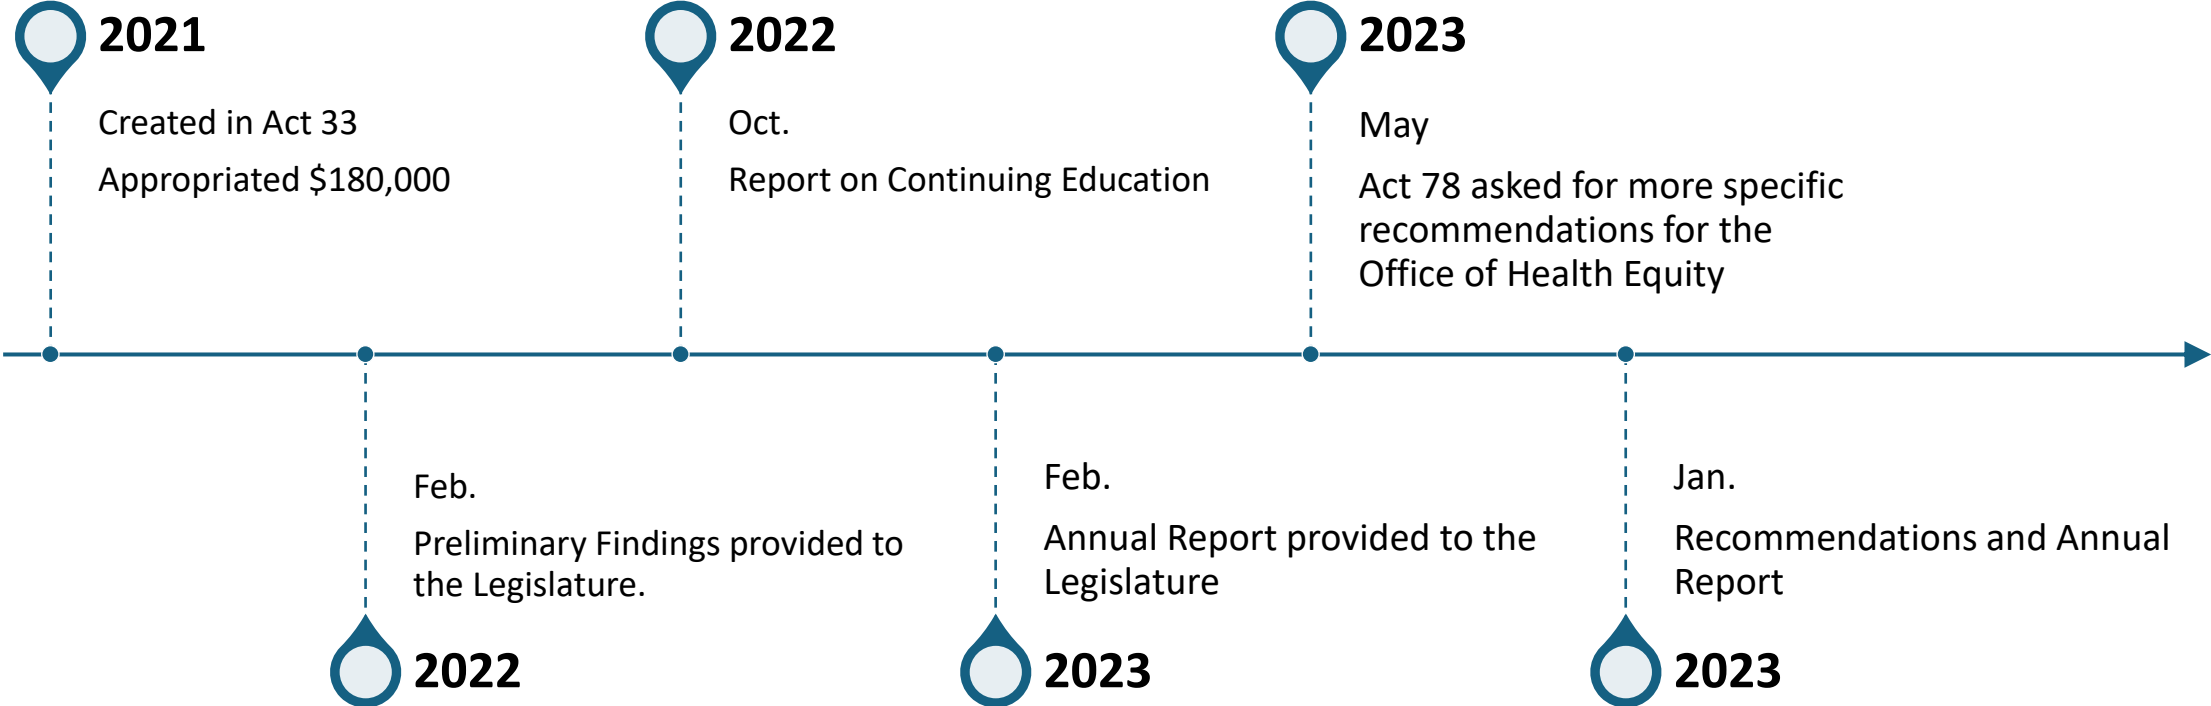 2021
Created in Act 33
Appropriated $180,000
Feb.
Preliminary Findings provided to
the Legislature.
2022
2022
Oct.
Report on Continuing Education
Feb.
Annual Report provided to the
Legislature
2023
2023
May
Act 78 asked for more specific
recommendations for the
Office of Health Equity
Jan.
Recommendations and Annual
Report
2023